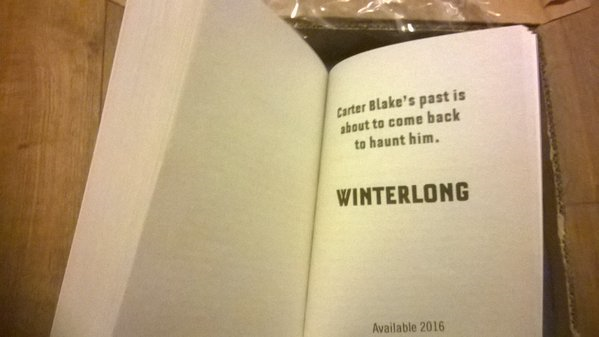 Carter Blake's past is
about to come back
to haunt him.
WINTERLONG
Available 2016